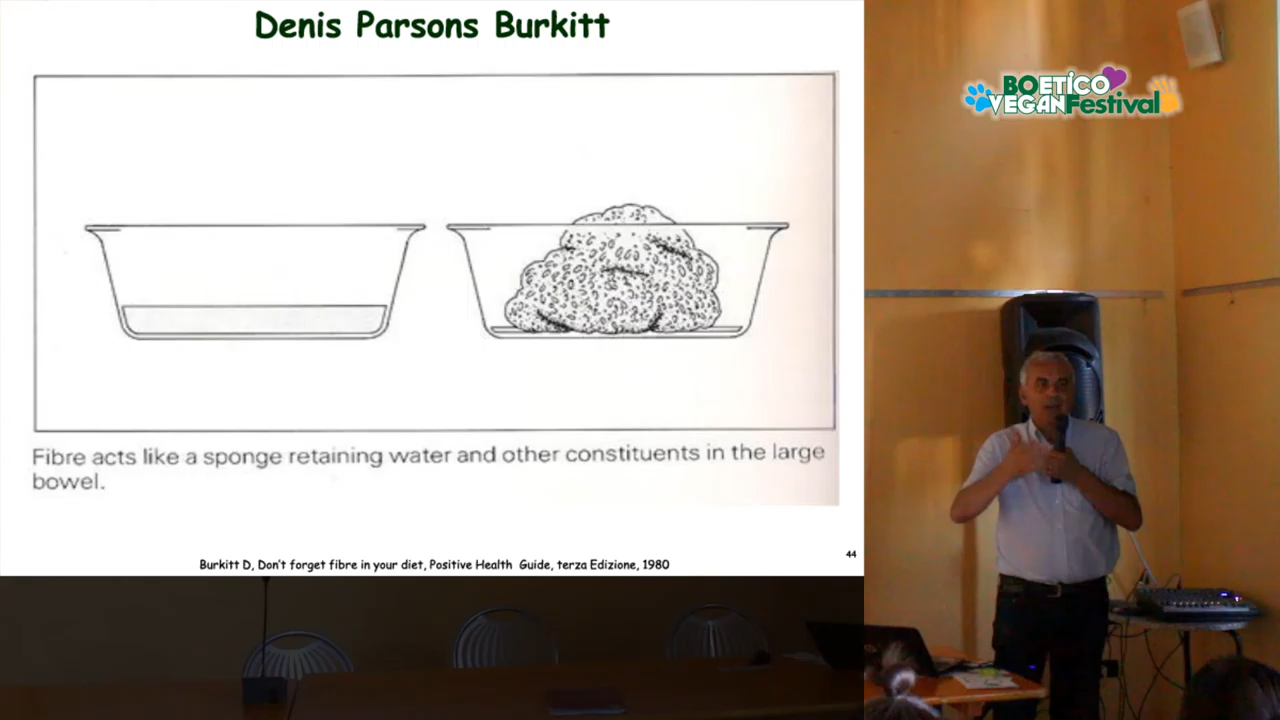 Denis Parsons Burkitt
Fibre acts like a sponge retaining water and other constituents in the large
bowel.
Burkitt D, Don't forget fibre in your diet, Positive Health Guide, terza Edizione, 1980
44
BOETÍCO
VEGANFestival